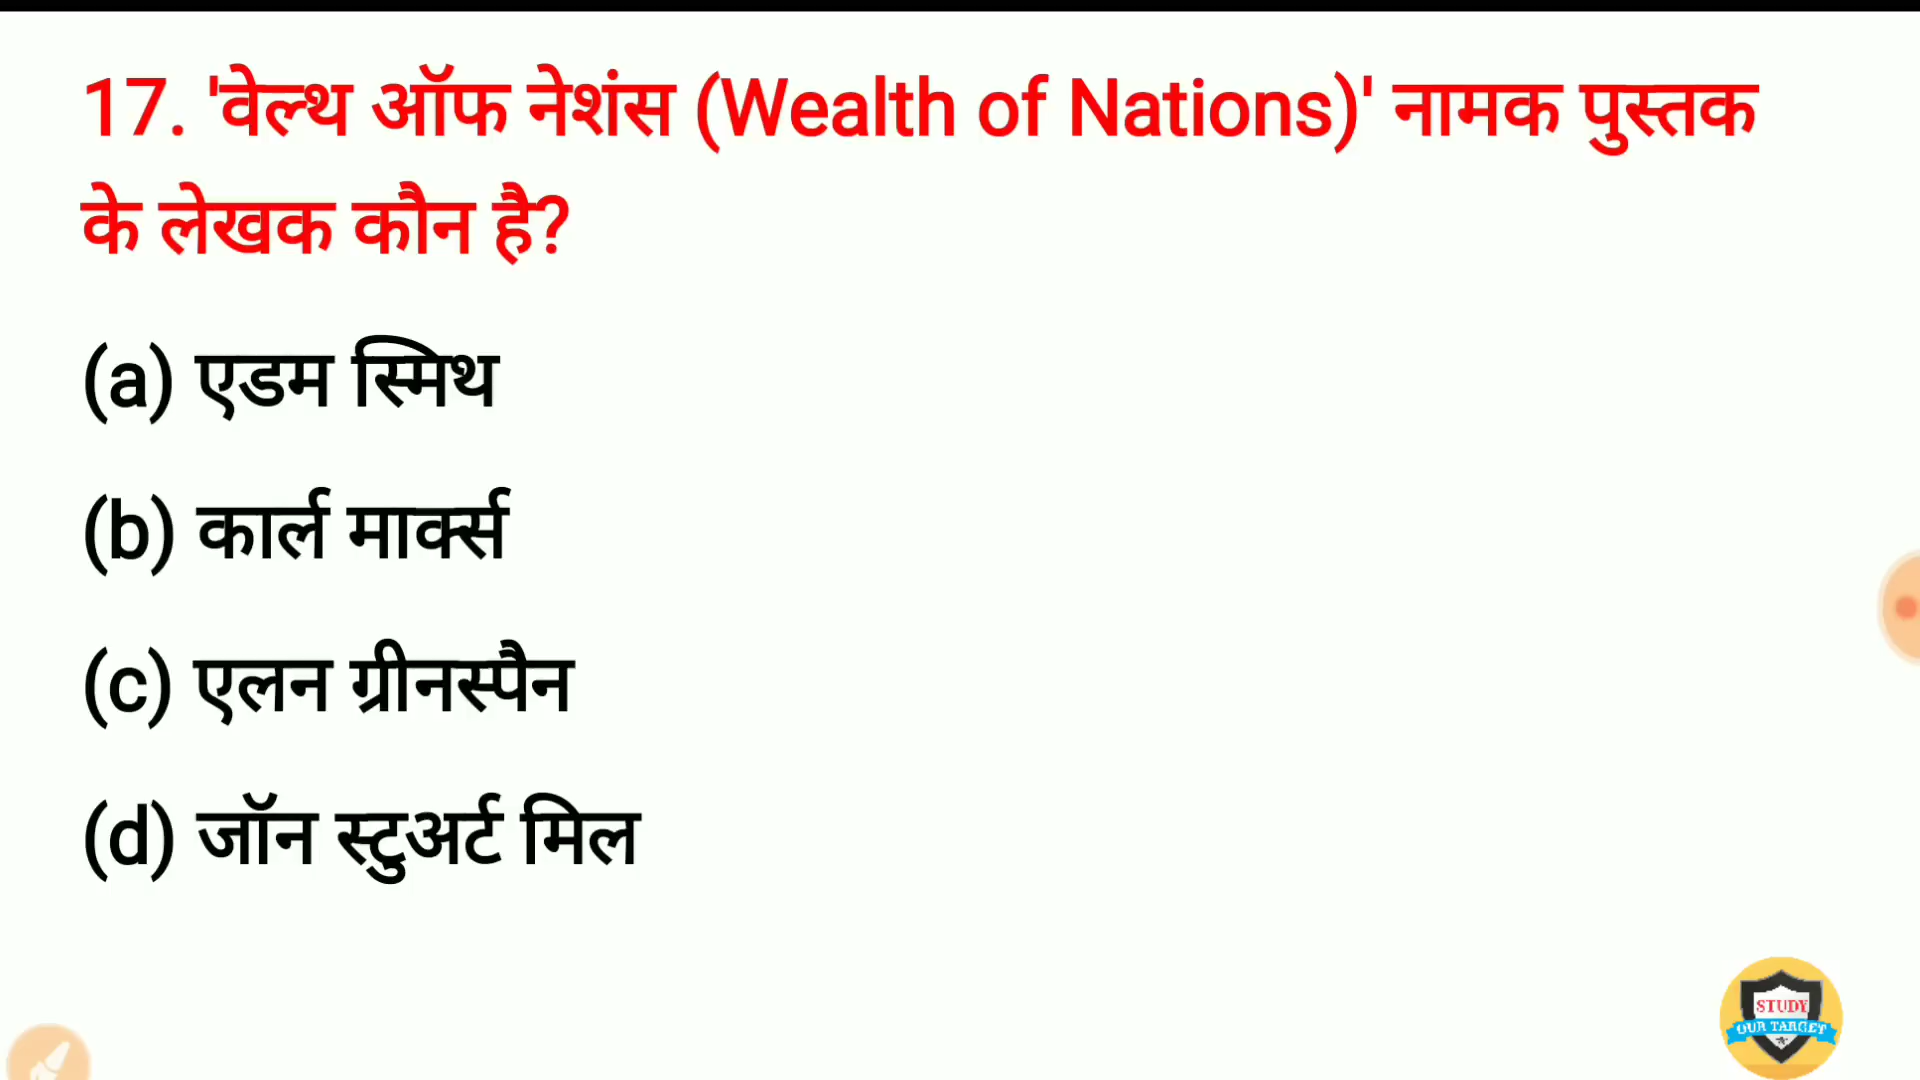 17. 'वेल्थ ऑफ नेशंस (Wealth of Nations)' नामक पुस्तक
के लेखक कौन है?
(a) एडम स्मिथ
(b) कार्ल मार्क्स
(c) एलन ग्रीनस्पैन
(d) जॉन स्टुअर्ट मिल
STUDY
OUR TARGET